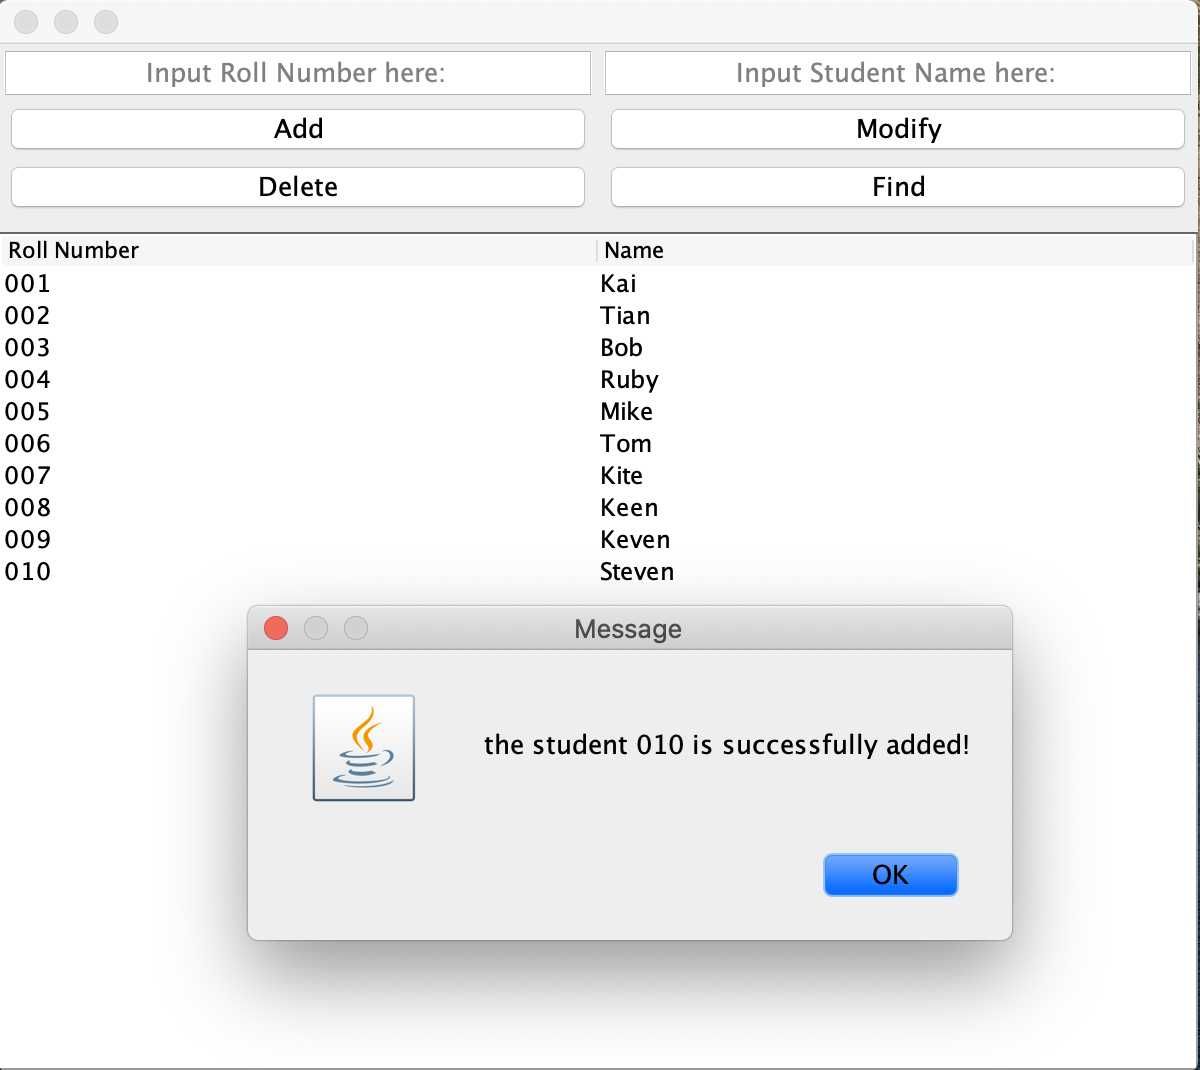 Input Roll Number here: Input Student Name here:
Add Modify
Delete Find
Roll Number Name
001 Kai
002 Tian
003 Bob
004 Ruby
005 Mike
006 Tom
007 Kite
008 Keen
009 Keven
010 Steven
Message
the student 010 is successfully added!
OK